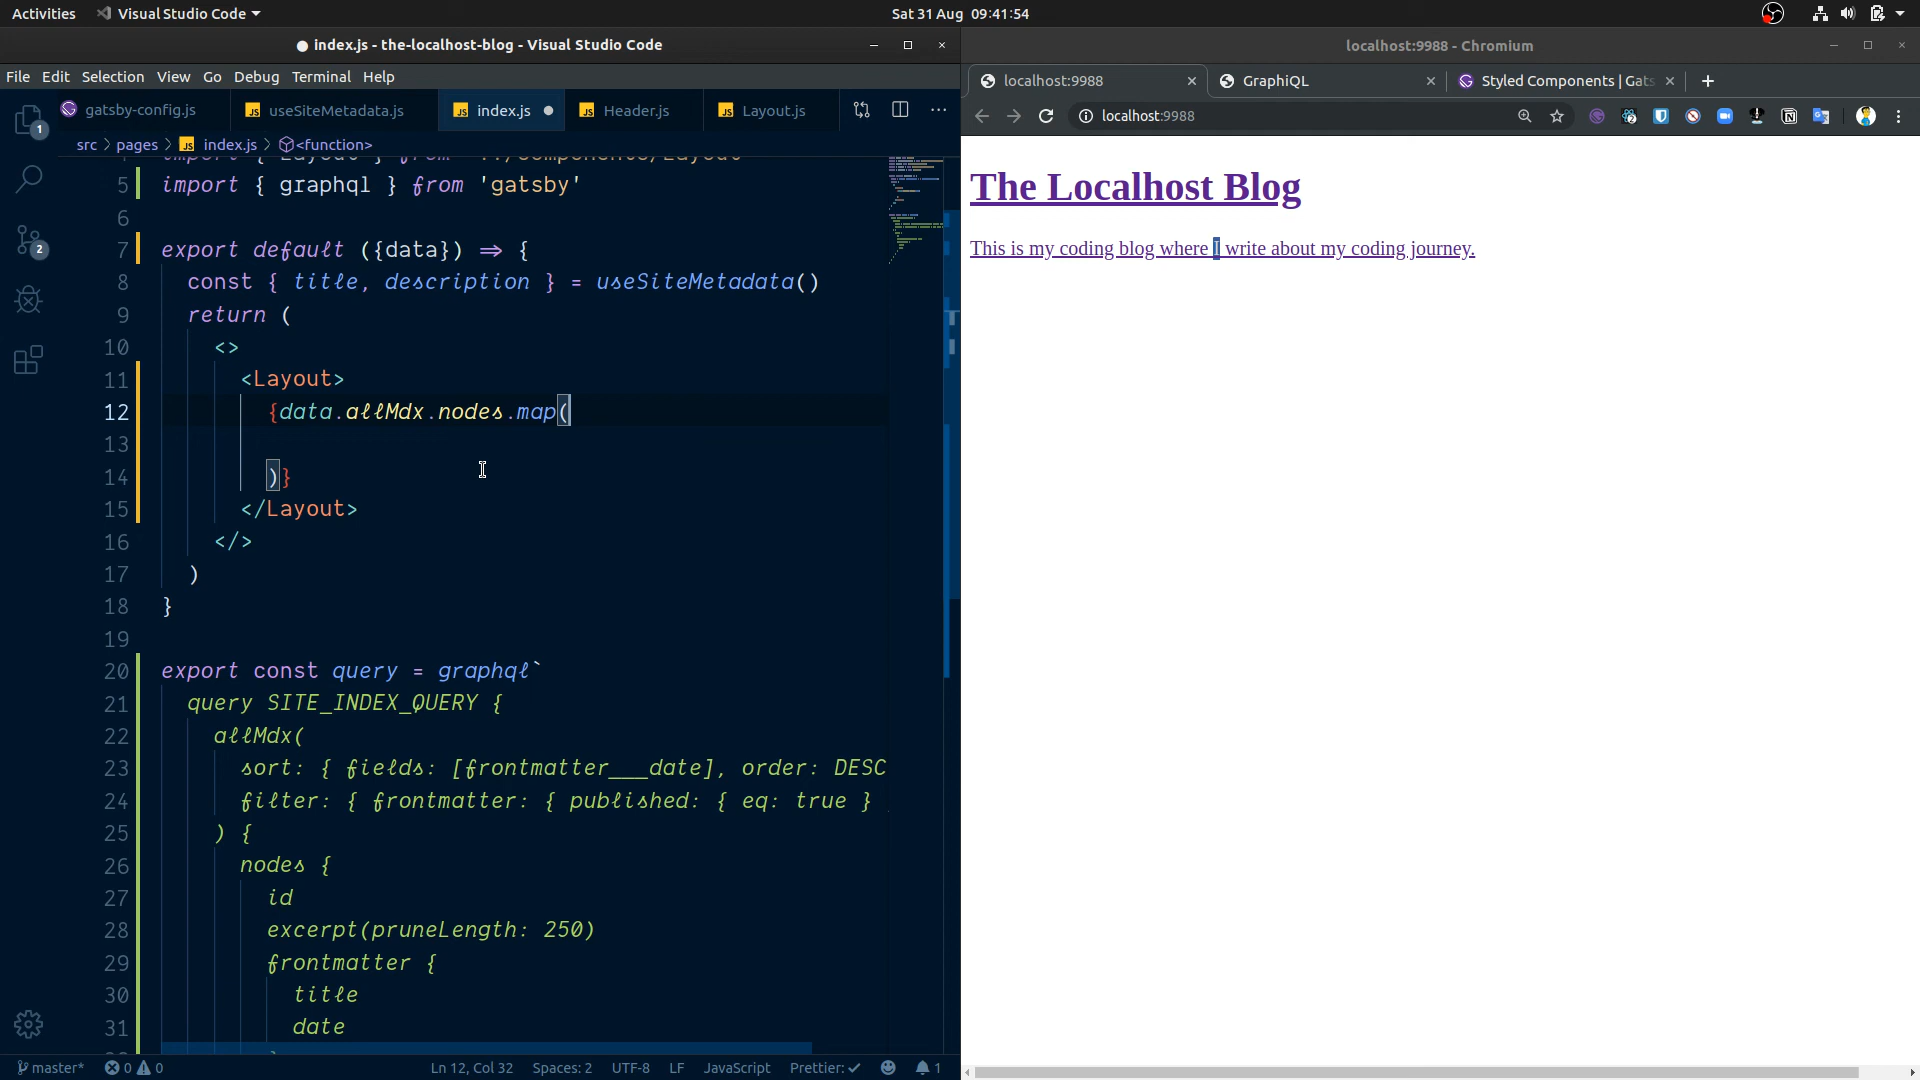 Activities Visual Studio Code Sat 31 Aug 09:41:54
● index.js - the-localhost-blog - Visual Studio Code
File Edit Selection View Go Debug Terminal Help
gatsby-config.js JS useSiteMetadata.js JS index.js JS Header.js JS Layout.js
src > pages > JS index.js > <function>
5 import { graphql } from 'gatsby'
6
7 export default ({data}) => {
8 const { title, description } = useSiteMetadata()
9 return (
10 <>
11 <Layout>
12 {data.allMdx.nodes.map(
13
14 )}
15 </Layout>
16 </>
17 )
18 }
19
20 export const query = graphql`
21 query SITE_INDEX_QUERY {
22 allMdx(
23 sort: { fields: [frontmatter___date], order: DESC
24 filter: { frontmatter: { published: { eq: true }
25 ) {
26 nodes {
27 id
28 excerpt(pruneLength: 250)
29 frontmatter {
30 title
31 date
1
2
master* 0 0 Ln 12, Col 32 Spaces: 2 UTF-8 LF JavaScript Prettier: ✓ 1
localhost:9988 - Chromium
localhost:9988 GraphiQL Styled Components | Gats
localhost:9988
The Localhost Blog
This is my coding blog where I write about my coding journey.